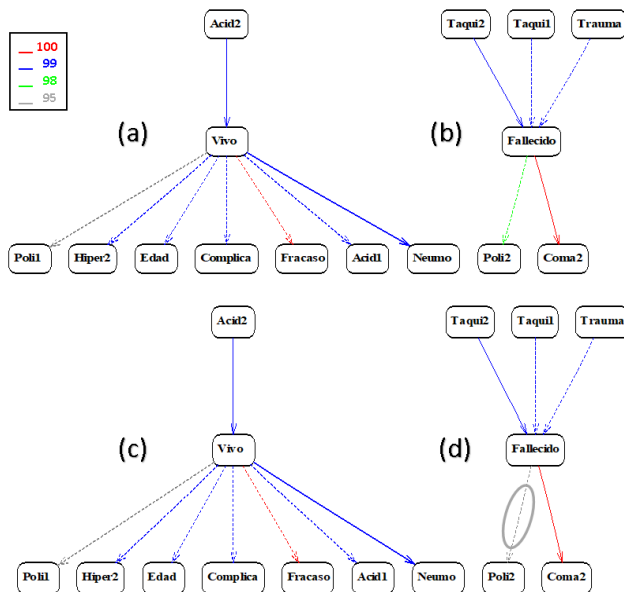 Acid2 Taqui2 Taqui1 Trauma
100
99
98
95
(a) (b)
Vivo Fallecido
Poli1 Hiper2 Edad Complica Fracaso Acid1 Neumo Poli2 Coma2
Acid2 Taqui2 Taqui1 Trauma
(c) (d)
Vivo Fallecido
Poli1 Hiper2 Edad Complica Fracaso Acid1 Neumo Poli2 Coma2